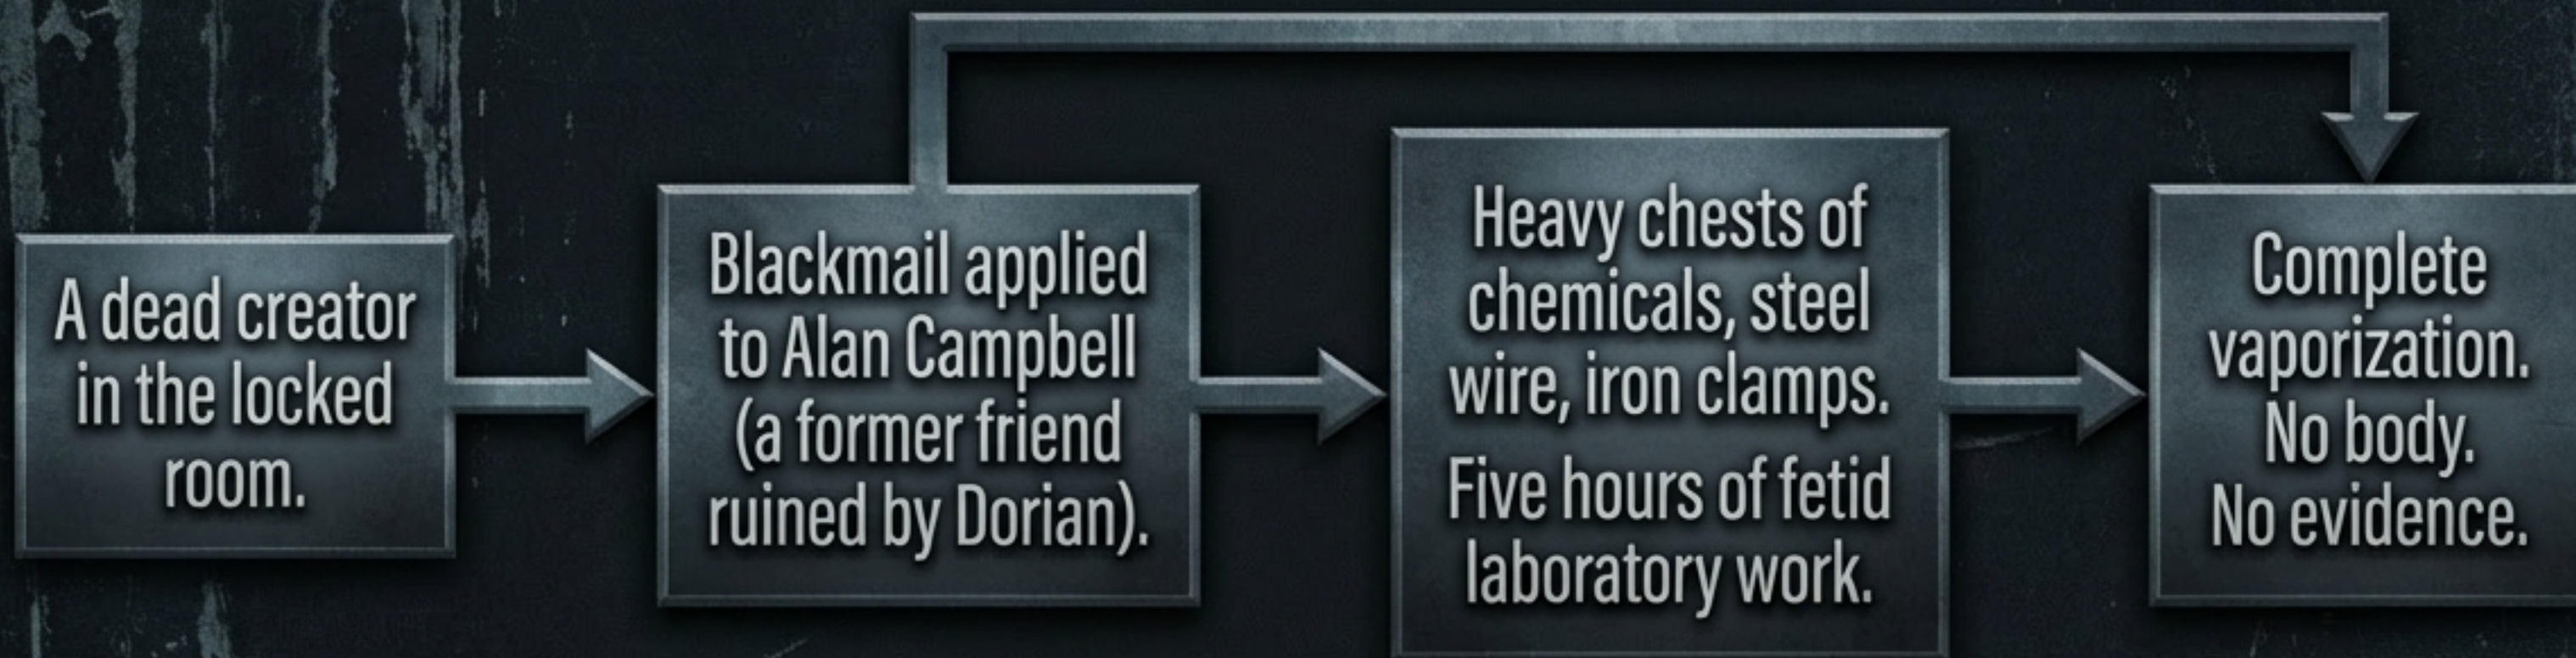 A dead creator
in the locked
room.
Blackmail applied
to Alan Campbell
(a former friend
ruined by Dorian).
Heavy chests of
chemicals, steel
wire, iron clamps.
Five hours of fetid
laboratory work.
Complete
vaporization.
No body.
No evidence.